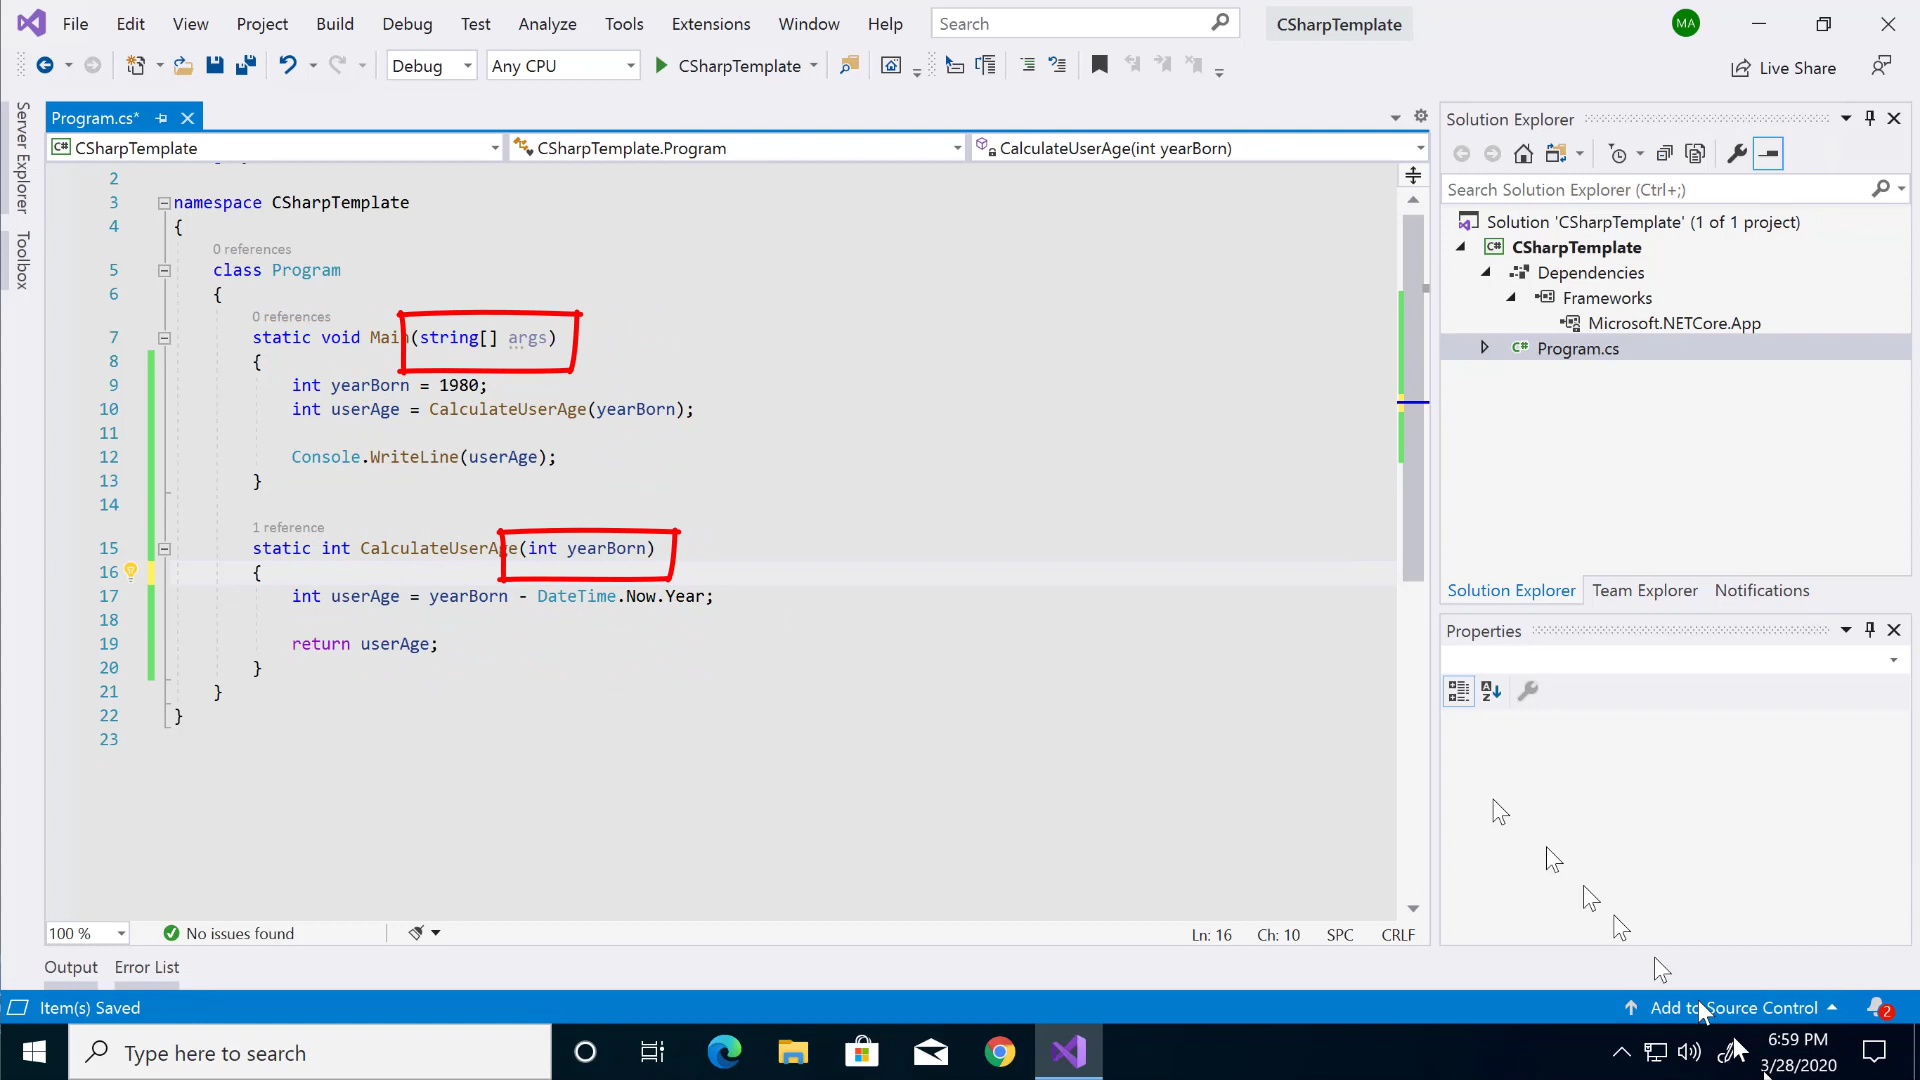 File Edit View Project Build Debug Test Analyze Tools Extensions Window Help Search CSharpTemplate MA
Debug Any CPU CSharpTemplate Live Share
Server Explorer
Toolbox
Program.cs*
CSharpTemplate CSharpTemplate.Program CalculateUserAge(int yearBorn)
2
3 namespace CSharpTemplate
4 {
0 references
5 class Program
6 {
0 references
7 static void Main(string[] args)
8 {
9 int yearBorn = 1980;
10 int userAge = CalculateUserAge(yearBorn);
11
12 Console.WriteLine(userAge);
13 }
14
1 reference
15 static int CalculateUserAge(int yearBorn)
16 {
17 int userAge = yearBorn - DateTime.Now.Year;
18
19 return userAge;
20 }
21 }
22 }
23
100 % No issues found Ln: 16 Ch: 10 SPC CRLF
Solution Explorer
Search Solution Explorer (Ctrl+;)
Solution 'CSharpTemplate' (1 of 1 project)
C# CSharpTemplate
Dependencies
Frameworks
Microsoft.NETCore.App
C# Program.cs
Solution Explorer Team Explorer Notifications
Properties
Output Error List
Item(s) Saved Add to Source Control 2
Type here to search
6:59 PM
3/28/2020